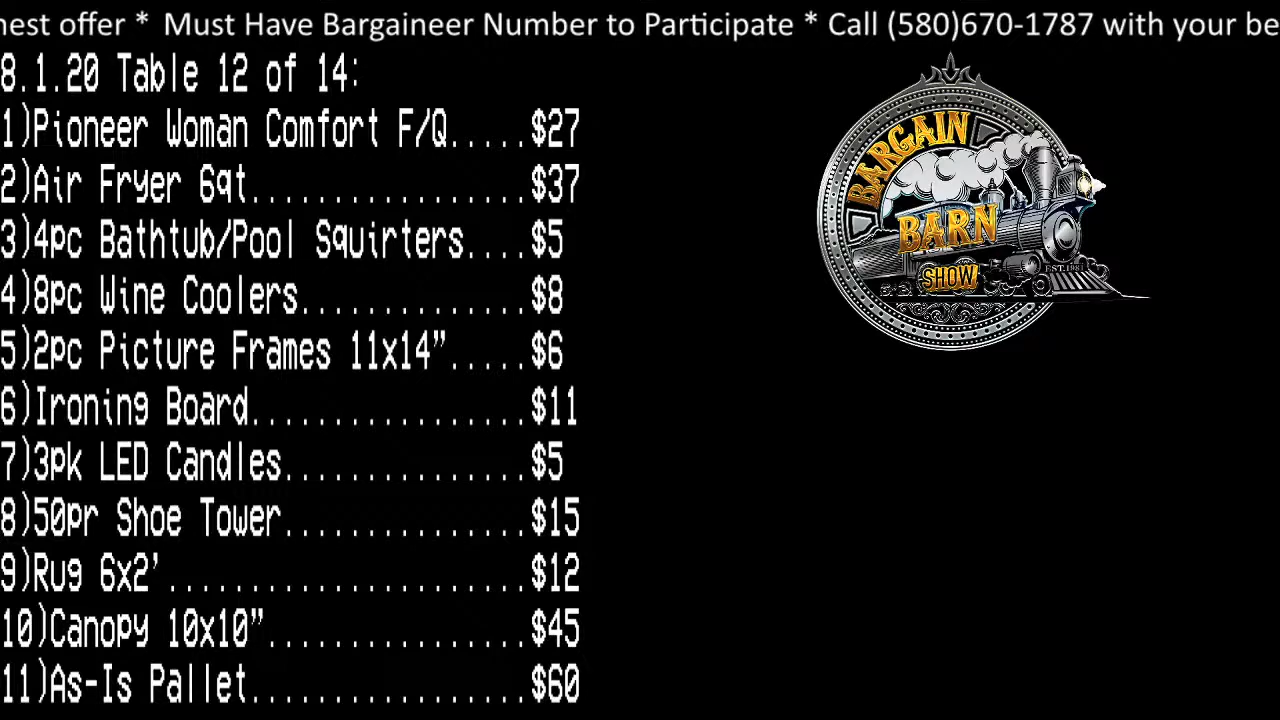 nest offer * Must Have Bargaineer Number to Participate * Call (580)670-1787 with your be
8.1.20 Table 12 of 14:
1)Pioneer Woman Comfort F/Q.....$27
2)Air Fryer 6qt.................$37
3)4pc Bathtub/Pool Squirters....$5
4)8pc Wine Coolers..............$8
5)2pc Picture Frames 11x14”.....$6
6)Ironing Board.................$11
7)3pk LED Candles...............$5
8)50pr Shoe Tower...............$15
9)Rug 6x2’......................$12
10)Canopy 10x10”................$45
11)As-Is Pallet.................$60
BARGAIN
BARN
SHOW